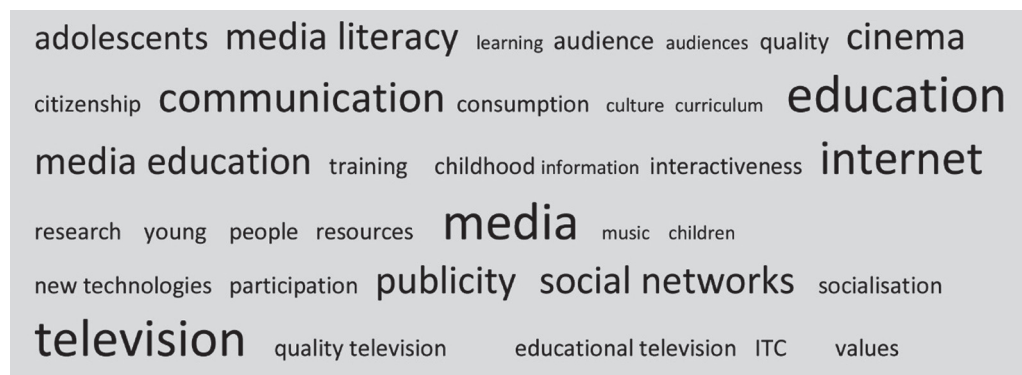 adolescents media literacy learning audience audiences quality cinema
citizenship communication consumption culture curriculum education
media education training childhood information interactiveness internet
research young people resources media music children
new technologies participation publicity social networks socialisation
television quality television educational television ITC values